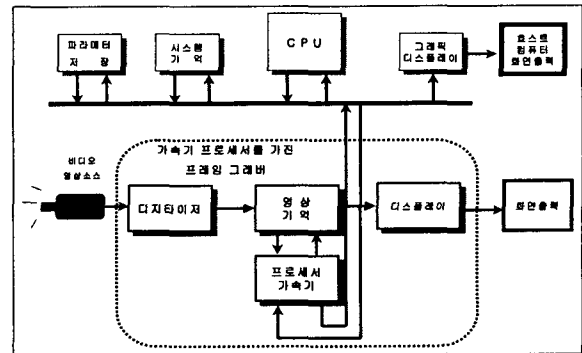 파라메터
저 장
시스템
기 억
CPU
그래픽
디스플레이
호스트
컴퓨터
화면출력
비디오
영상소스
가속기 프로세서를 가진
프레임 그레버
디지타이저
영 상
기 억
디스플레이
화면출력
프로세서
가속기